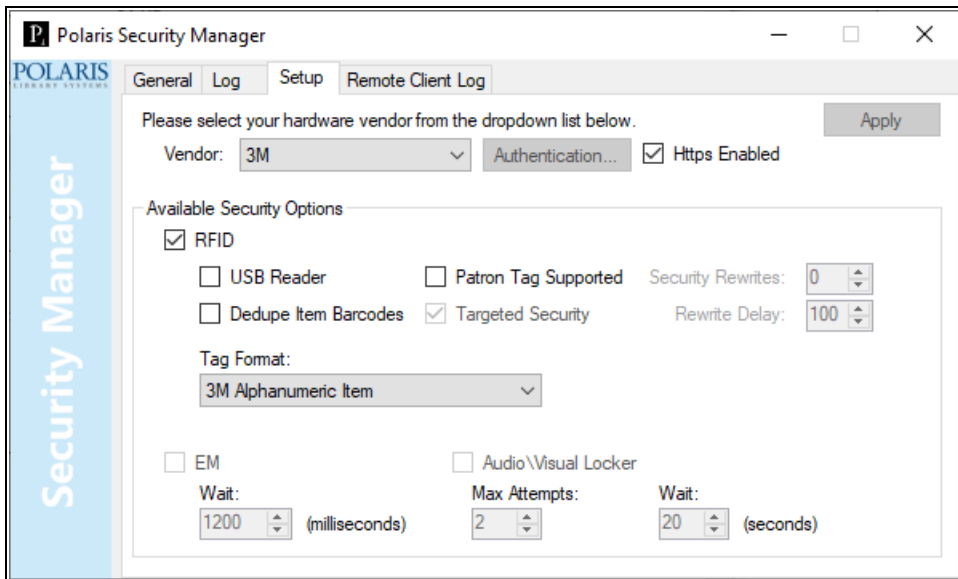 Polaris Security Manager
POLARIS
LIBRARY SYSTEMS
General Log Setup Remote Client Log
Please select your hardware vendor from the dropdown list below. Apply
Vendor: 3M Authentication... Https Enabled
Available Security Options
RFID
USB Reader Patron Tag Supported Security Rewrites: 0
Dedupe Item Barcodes Targeted Security Rewrite Delay: 100
Tag Format:
3M Alphanumeric Item
EM Audio\Visual Locker
Wait: Max Attempts: Wait:
1200 (milliseconds) 2 20 (seconds)
Security Manager